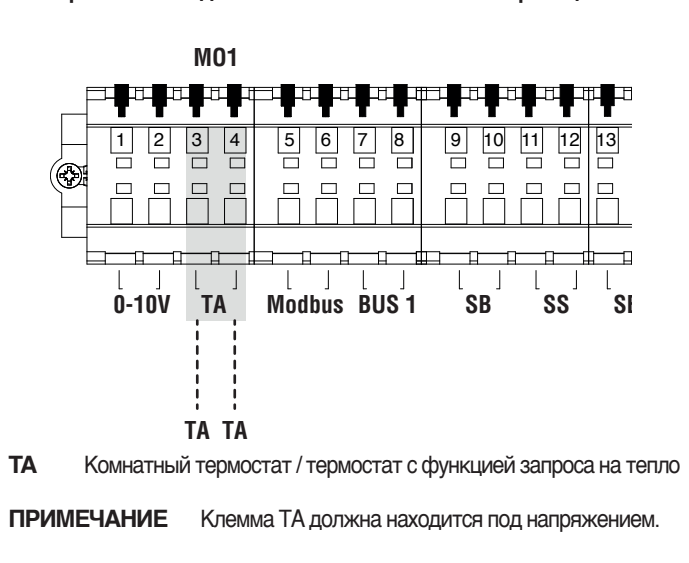 M01
1 2 3 4 5 6 7 8 9 10 11 12 13
0-10V TA Modbus BUS 1 SB SS
TA TA
TA Комнатный термостат / термостат с функцией запроса на тепло
ПРИМЕЧАНИЕ Клемма ТА должна находится под напряжением.